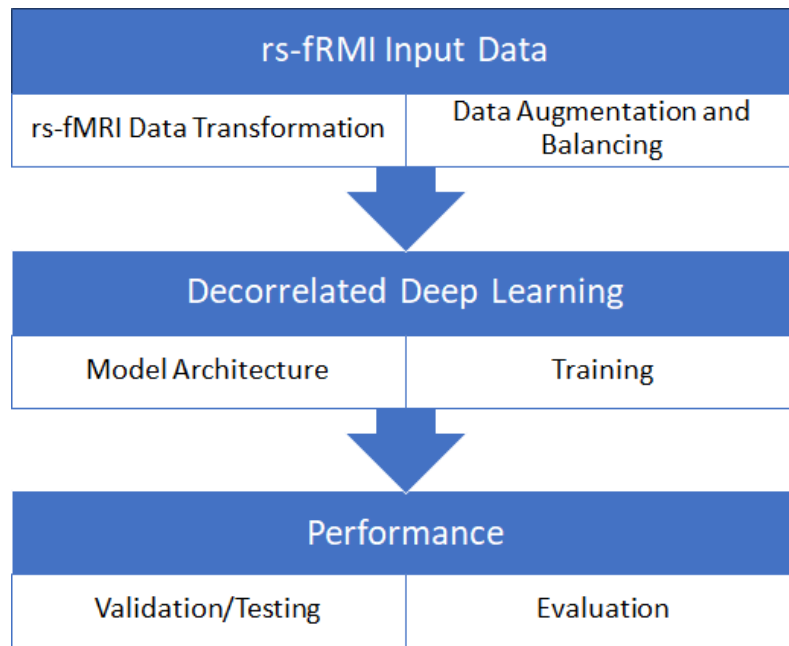 rs-fRMI Input Data
rs-fMRI Data Transformation
Data Augmentation and
Balancing
Decorrelated Deep Learning
Model Architecture
Training
Performance
Validation/Testing
Evaluation